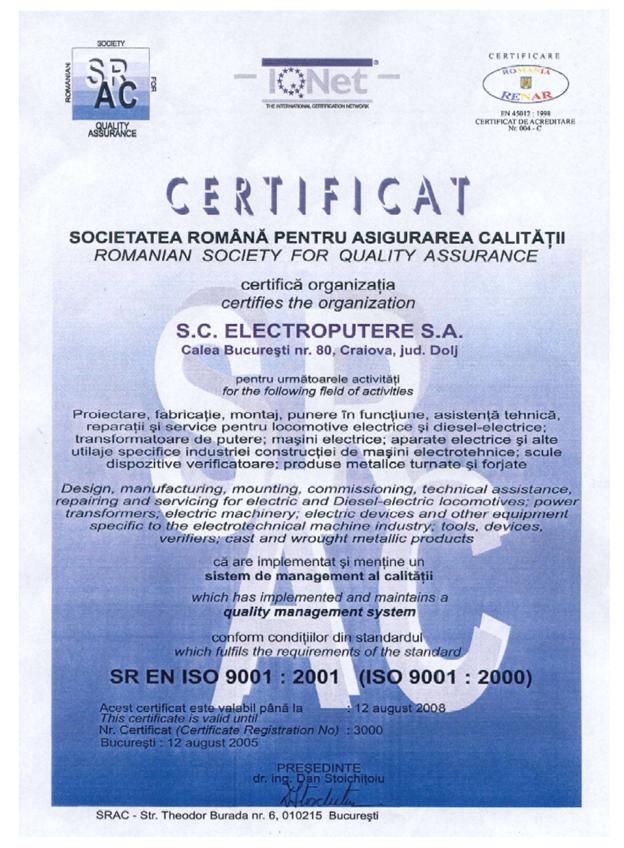 SOCIETY
ROMANIAN
SR
AC
FOR
QUALITY
ASSURANCE
IQNet
THE INTERNATIONAL CERTIFICATION NETWORK
CERTIFICARE
ROMANIA
RENAR
EN 45012 : 1998
CERTIFICAT DE ACREDITARE
Nr. 004 - C
CERTIFICAT
SOCIETATEA ROMÂNĂ PENTRU ASIGURAREA CALITĂȚII
ROMANIAN SOCIETY FOR QUALITY ASSURANCE
certifică organizația
certifies the organization
S.C. ELECTROPUTERE S.A.
Calea București nr. 80, Craiova, jud. Dolj
pentru următoarele activități
for the following field of activities
Proiectare, fabricație, montaj, punere în funcțiune, asistență tehnică,
reparații și service pentru locomotive electrice și diesel-electrice;
transformatoare de putere; mașini electrice; aparate electrice și alte
utilaje specifice industriei construcției de mașini electrotehnice; scule
dispozitive verificatoare; produse metalice turnate și forjate
Design, manufacturing, mounting, commissioning, technical assistance,
repairing and servicing for electric and Diesel-electric locomotives; power
transformers, electric machinery; electric devices and other equipment
specific to the electrotechnical machine industry; tools, devices,
verifiers; cast and wrought metallic products
că are implementat și menține un
sistem de management al calității
which has implemented and maintains a
quality management system
conform condițiilor din standardul
which fulfils the requirements of the standard
SR EN ISO 9001 : 2001 (ISO 9001 : 2000)
Acest certificat este valabil până la : 12 august 2008
This certificate is valid until
Nr. Certificat (Certificate Registration No) : 3000
București : 12 august 2005
PREȘEDINTE
dr. ing. Dan Stoichițoiu
SRAC - Str. Theodor Burada nr. 6, 010215 București